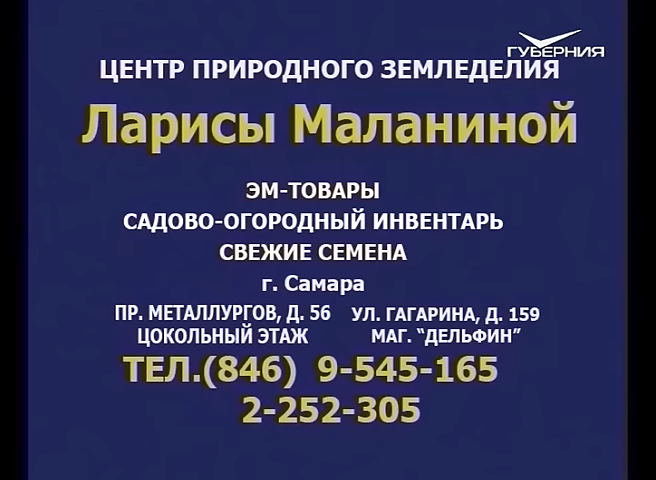 ГУБЕРНИЯ
ЦЕНТР ПРИРОДНОГО ЗЕМЛЕДЕЛИЯ
Ларисы Маланиной
ЭМ-ТОВАРЫ
САДОВО-ОГОРОДНЫЙ ИНВЕНТАРЬ
СВЕЖИЕ СЕМЕНА
г. Самара
ПР. МЕТАЛЛУРГОВ, Д. 56 УЛ. ГАГАРИНА, Д. 159
ЦОКОЛЬНЫЙ ЭТАЖ МАГ. “ДЕЛЬФИН”
ТЕЛ.(846) 9-545-165
2-252-305